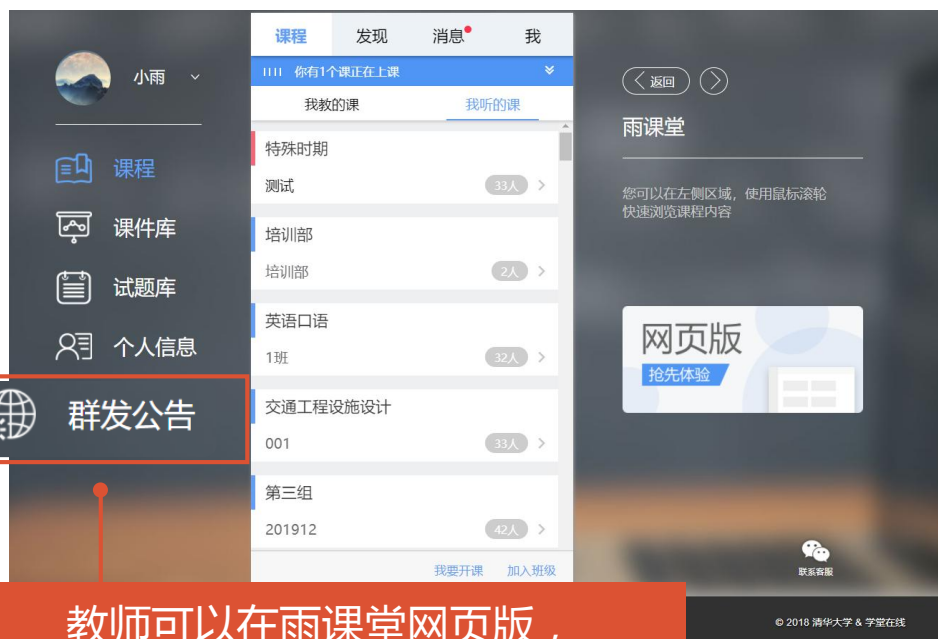 小雨
课程
课件库
试题库
个人信息
群发公告
课程 发现 消息 我
你有1个课正在上课
我教的课 我听的课
特殊时期
测试 33人
培训部
培训部 2人
英语口语
1班 32人
交通工程设施设计
001 33人
第三组
201912 42人
我要开课 加入班级
返回
雨课堂
您可以在左侧区域，使用鼠标滚轮
快速浏览课程内容
网页版
抢先体验
联系客服
© 2018 清华大学 & 学堂在线
教师可以在雨课堂网页版，